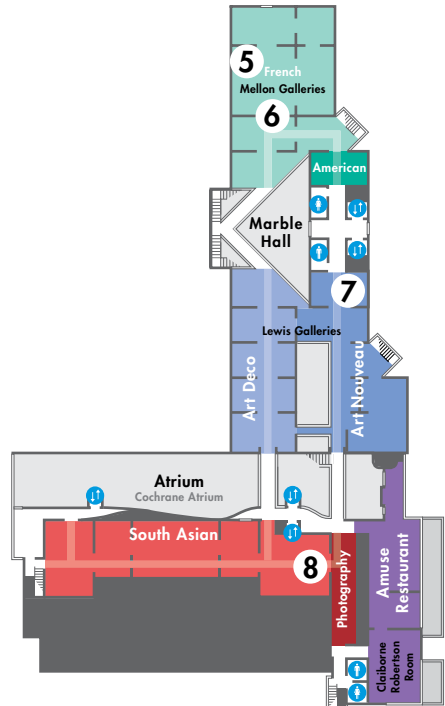 5
French
Mellon Galleries
6
American
Marble
Hall
7
Lewis Galleries
Art Deco
Art Nouveau
Atrium
Cochrane Atrium
South Asian
8
Photography
Amuse
Restaurant
Claiborne
Robertson
Room